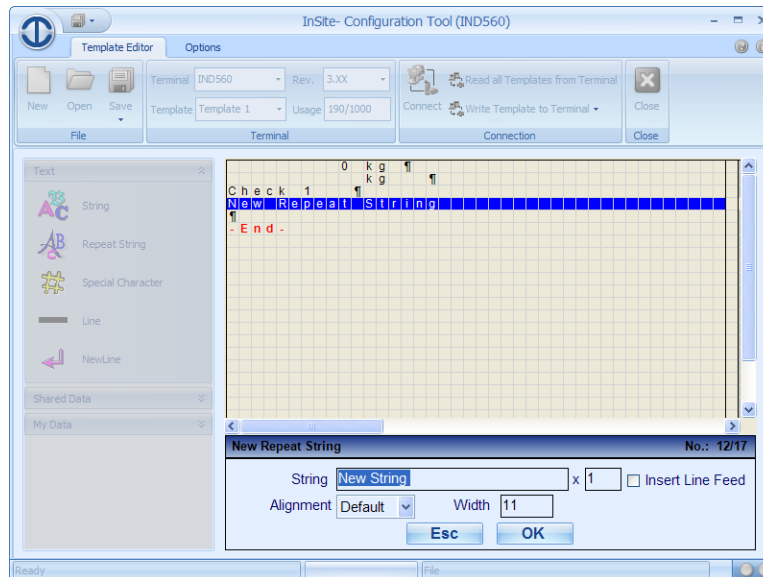 InSite- Configuration Tool (IND560)
Template Editor Options
Terminal IND560 Rev. 3.XX
Template Template 1 Usage 190/1000
New Open Save
Connect
Read all Templates from Terminal
Write Template to Terminal
Close
File Terminal Connection Close
Text
String
Repeat String
Special Character
Line
NewLine
Shared Data
My Data
0 kg ¶
kg ¶
Check 1 ¶
New Repeat String
¶
-End-
New Repeat String No.: 12/17
String New String x 1 Insert Line Feed
Alignment Default Width 11
Esc OK
Ready File